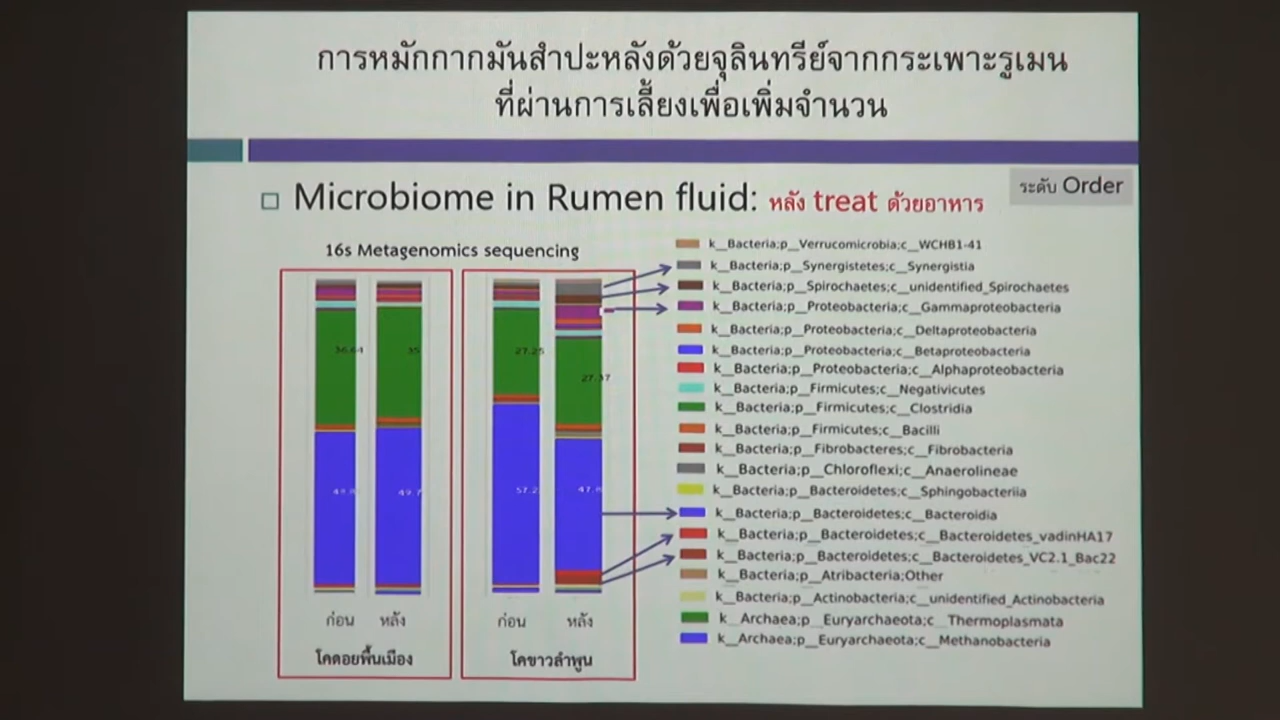 การหมักกากมันสำปะหลังด้วยจุลินทรีย์จากกระเพาะรูเมน
ที่ผ่านการเลี้ยงเพื่อเพิ่มจำนวน
ระดับ Order
Microbiome in Rumen fluid: หลัง treat ด้วยอาหาร
16s Metagenomics sequencing
k__Bacteria;p__Verrucomicrobia;c__WCHB1-41
k__Bacteria;p__Synergistetes;c__Synergistia
k__Bacteria;p__Spirochaetes;c__unidentified_Spirochaetes
k__Bacteria;p__Proteobacteria;c__Gammaproteobacteria
k__Bacteria;p__Proteobacteria;c__Deltaproteobacteria
k__Bacteria;p__Proteobacteria;c__Betaproteobacteria
k__Bacteria;p__Proteobacteria;c__Alphaproteobacteria
k__Bacteria;p__Firmicutes;c__Negativicutes
k__Bacteria;p__Firmicutes;c__Clostridia
k__Bacteria;p__Firmicutes;c__Bacilli
k__Bacteria;p__Fibrobacteres;c__Fibrobacteria
k__Bacteria;p__Chloroflexi;c__Anaerolineae
k__Bacteria;p__Bacteroidetes;c__Sphingobacteriia
k__Bacteria;p__Bacteroidetes;c__Bacteroidia
k__Bacteria;p__Bacteroidetes;c__Bacteroidetes_vadinHA17
k__Bacteria;p__Bacteroidetes;c__Bacteroidetes_VC2.1_Bac22
k__Bacteria;p__Atribacteria;Other
k__Bacteria;p__Actinobacteria;c__unidentified_Actinobacteria
k__Archaea;p__Euryarchaeota;c__Thermoplasmata
k__Archaea;p__Euryarchaeota;c__Methanobacteria
36.64 35 27.25 27.37
49.7 57.2
ก่อน หลัง ก่อน หลัง
โคดอยพื้นเมือง โคขาวลำพูน